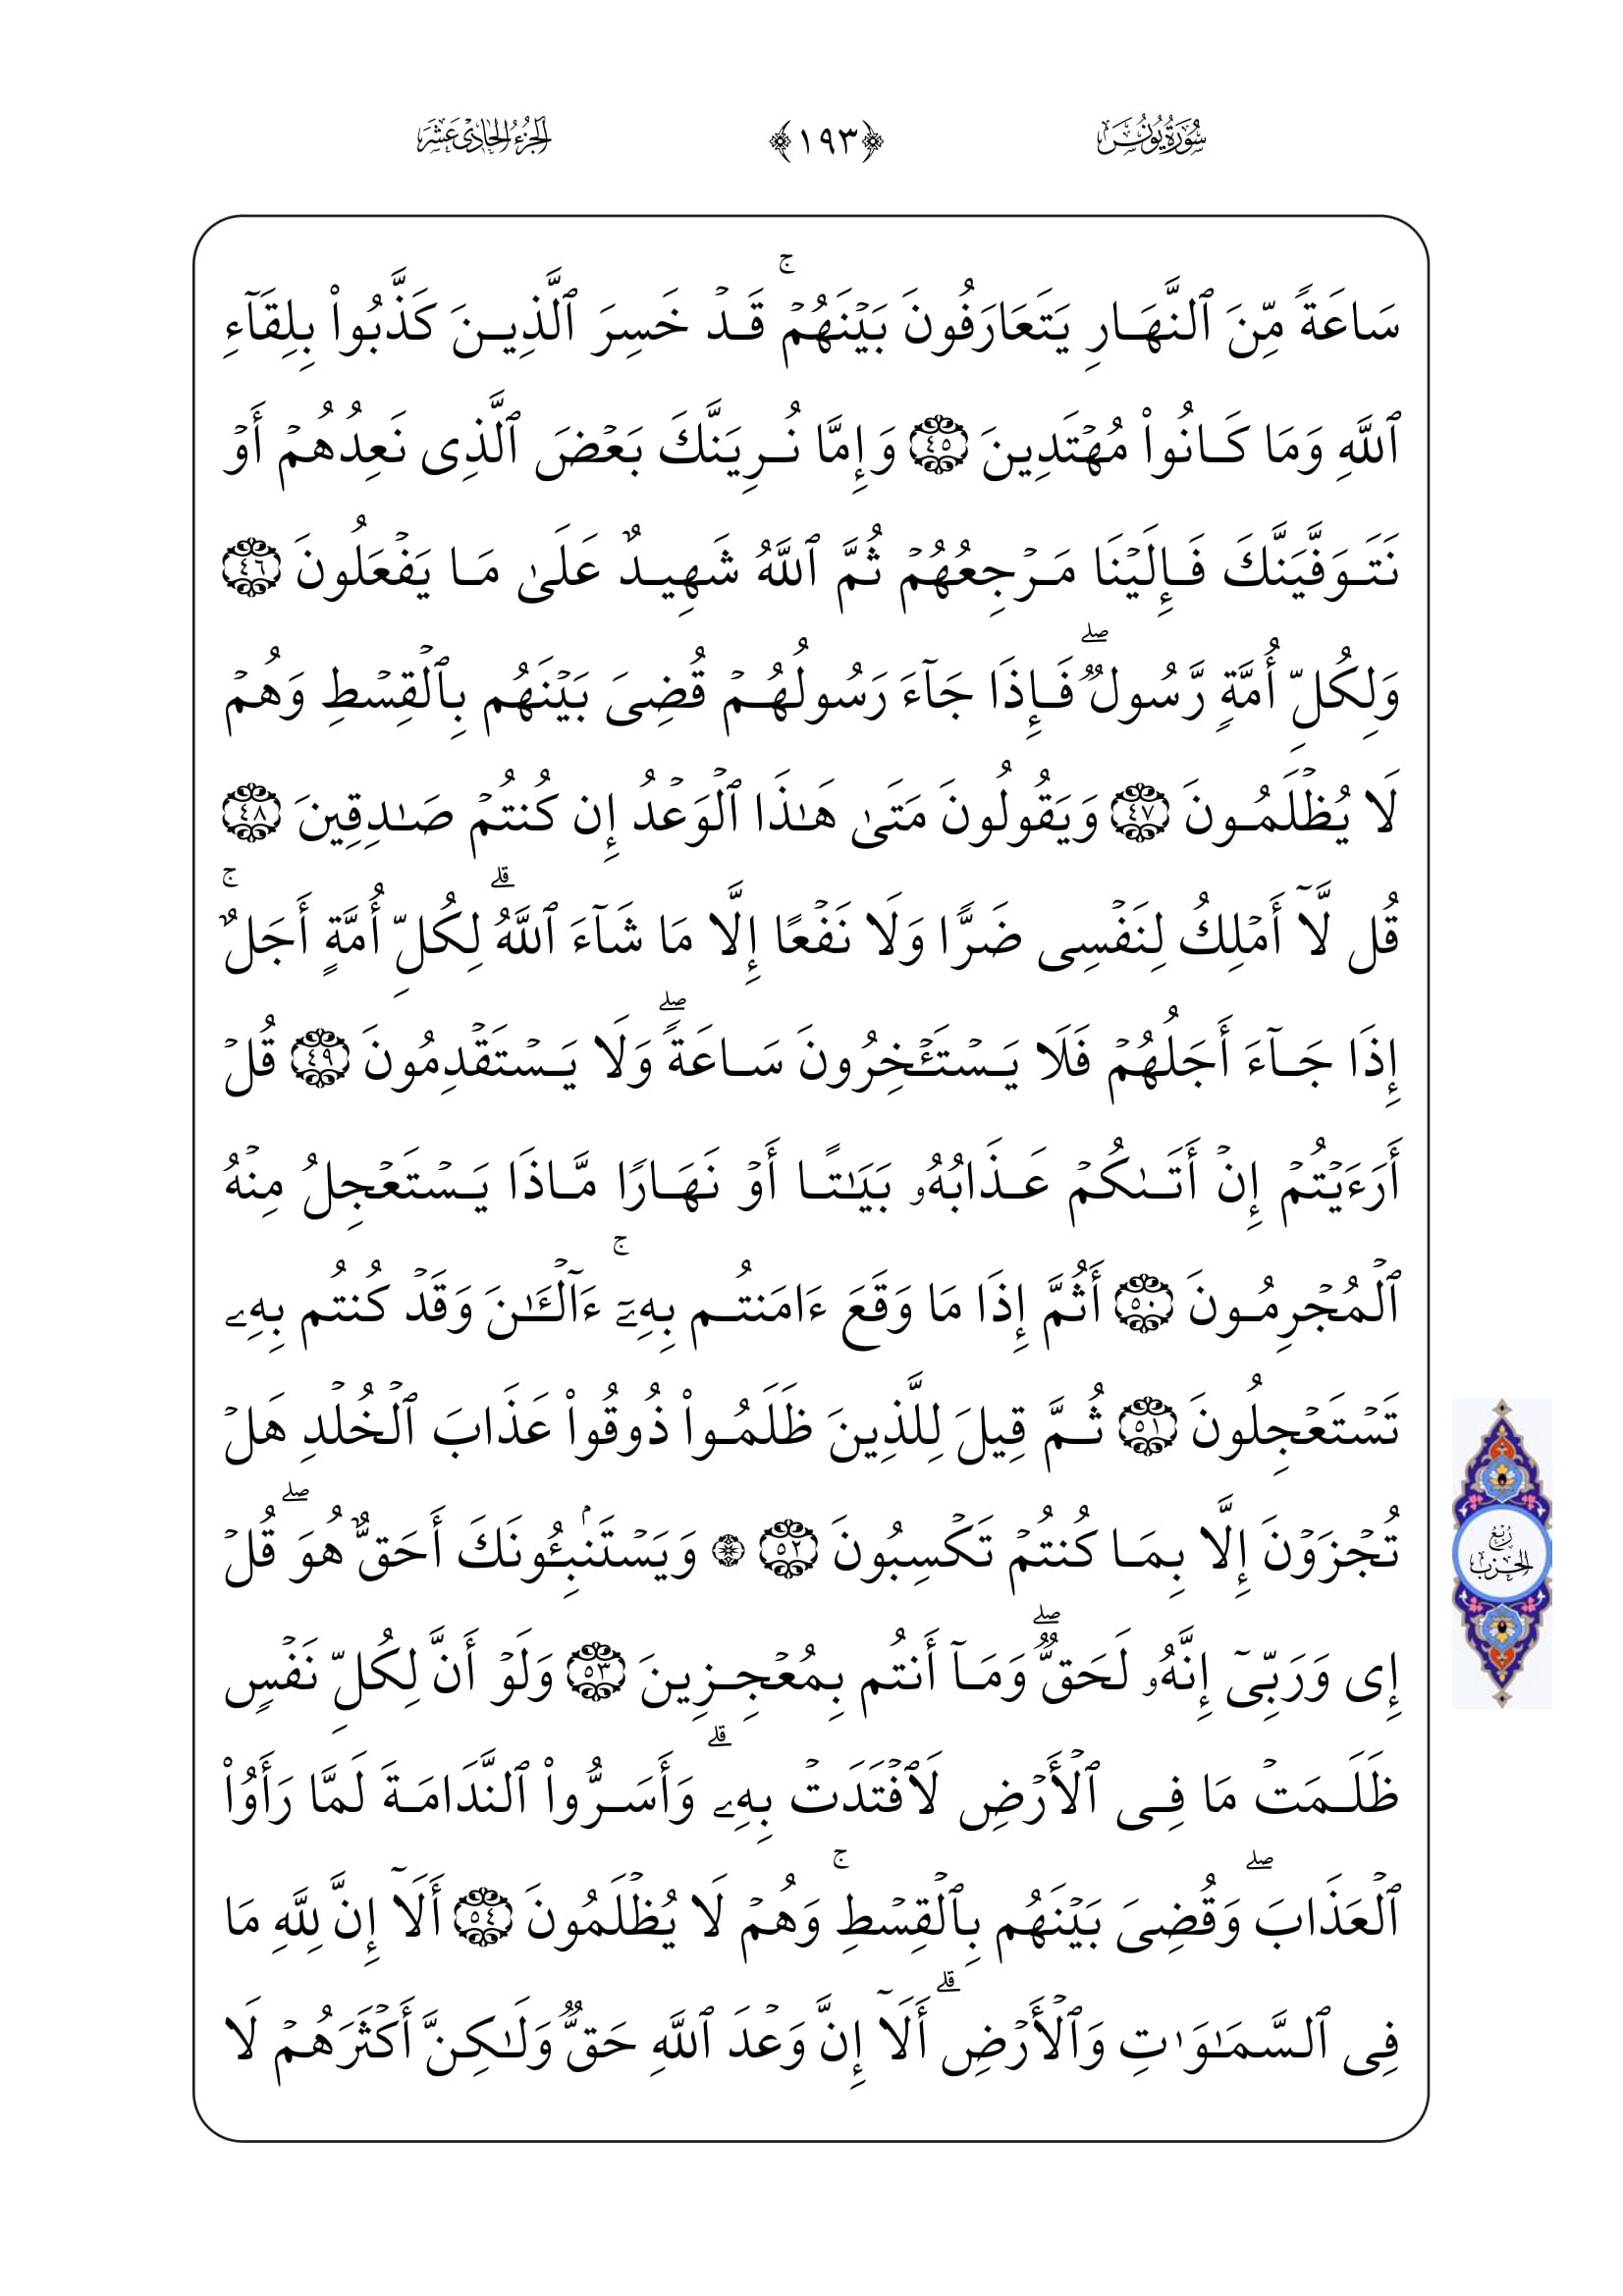 سُورَةُ يُونُسَ ﴿١٩٣﴾ الجُزْءُ الحَادِي عَشَرَ
سَاعَةً مِّنَ ٱلنَّهَارِ يَتَعَارَفُونَ بَيۡنَهُمۡۚ قَدۡ خَسِرَ ٱلَّذِينَ كَذَّبُواْ بِلِقَآءِ
ٱللَّهِ وَمَا كَانُواْ مُهۡتَدِينَ ٤٥ وَإِمَّا نُرِيَنَّكَ بَعۡضَ ٱلَّذِى نَعِدُهُمۡ أَوۡ
نَتَوَفَّيَنَّكَ فَإِلَيۡنَا مَرۡجِعُهُمۡ ثُمَّ ٱللَّهُ شَهِيدٌ عَلَىٰ مَا يَفۡعَلُونَ ٤٦
وَلِكُلِّ أُمَّةٍ رَّسُولٌۖ فَإِذَا جَآءَ رَسُولُهُمۡ قُضِىَ بَيۡنَهُم بِٱلۡقِسۡطِ وَهُمۡ
لَا يُظۡلَمُونَ ٤٧ وَيَقُولُونَ مَتَىٰ هَـٰذَا ٱلۡوَعۡدُ إِن كُنتُمۡ صَـٰدِقِينَ ٤٨
قُل لَّآ أَمۡلِكُ لِنَفۡسِى ضَرًّا وَلَا نَفۡعًا إِلَّا مَا شَآءَ ٱللَّهُۗ لِكُلِّ أُمَّةٍ أَجَلٌۚ
إِذَا جَآءَ أَجَلُهُمۡ فَلَا يَسۡتَـٔۡخِرُونَ سَاعَةًۖ وَلَا يَسۡتَقۡدِمُونَ ٤٩ قُلۡ
أَرَءَيۡتُمۡ إِنۡ أَتَىٰكُمۡ عَذَابُهُۥ بَيَـٰتًا أَوۡ نَهَارًا مَّاذَا يَسۡتَعۡجِلُ مِنۡهُ
ٱلۡمُجۡرِمُونَ ٥٠ أَثُمَّ إِذَا مَا وَقَعَ ءَامَنتُم بِهِۦٓۚ ءَآلۡـَٔـٰنَ وَقَدۡ كُنتُم بِهِۦ
تَسۡتَعۡجِلُونَ ٥١ ثُمَّ قِيلَ لِلَّذِينَ ظَلَمُواْ ذُوقُواْ عَذَابَ ٱلۡخُلۡدِ هَلۡ
تُجۡزَوۡنَ إِلَّا بِمَا كُنتُمۡ تَكۡسِبُونَ ٥٢ ۞ وَيَسۡتَنۢبِـُٔونَكَ أَحَقٌّ هُوَۖ قُلۡ
إِى وَرَبِّىٓ إِنَّهُۥ لَحَقٌّۖ وَمَآ أَنتُم بِمُعۡجِزِينَ ٥٣ وَلَوۡ أَنَّ لِكُلِّ نَفۡسٍ
ظَلَمَتۡ مَا فِى ٱلۡأَرۡضِ لَٱفۡتَدَتۡ بِهِۦۗ وَأَسَرُّواْ ٱلنَّدَامَةَ لَمَّا رَأَوُاْ
ٱلۡعَذَابَۖ وَقُضِىَ بَيۡنَهُم بِٱلۡقِسۡطِۚ وَهُمۡ لَا يُظۡلَمُونَ ٥٤ أَلَآ إِنَّ لِلَّهِ مَا
فِى ٱلسَّمَـٰوَٰتِ وَٱلۡأَرۡضِۗ أَلَآ إِنَّ وَعۡدَ ٱللَّهِ حَقٌّ وَلَـٰكِنَّ أَكۡثَرَهُمۡ لَا
رُبْعُ
الحِزْبِ